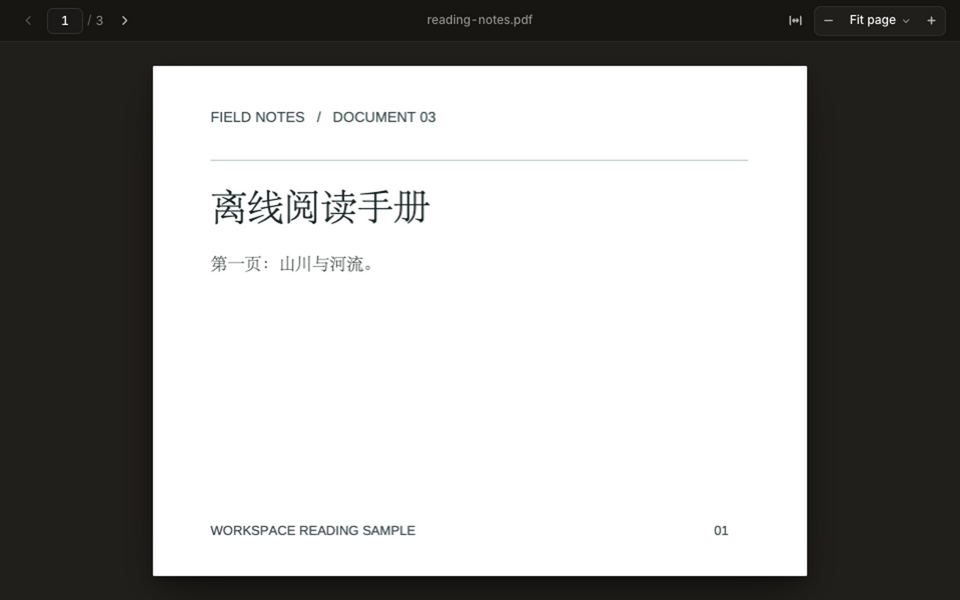 1 / 3
reading-notes.pdf
Fit page
FIELD NOTES / DOCUMENT 03
离线阅读手册
第一页：山川与河流。
WORKSPACE READING SAMPLE 01